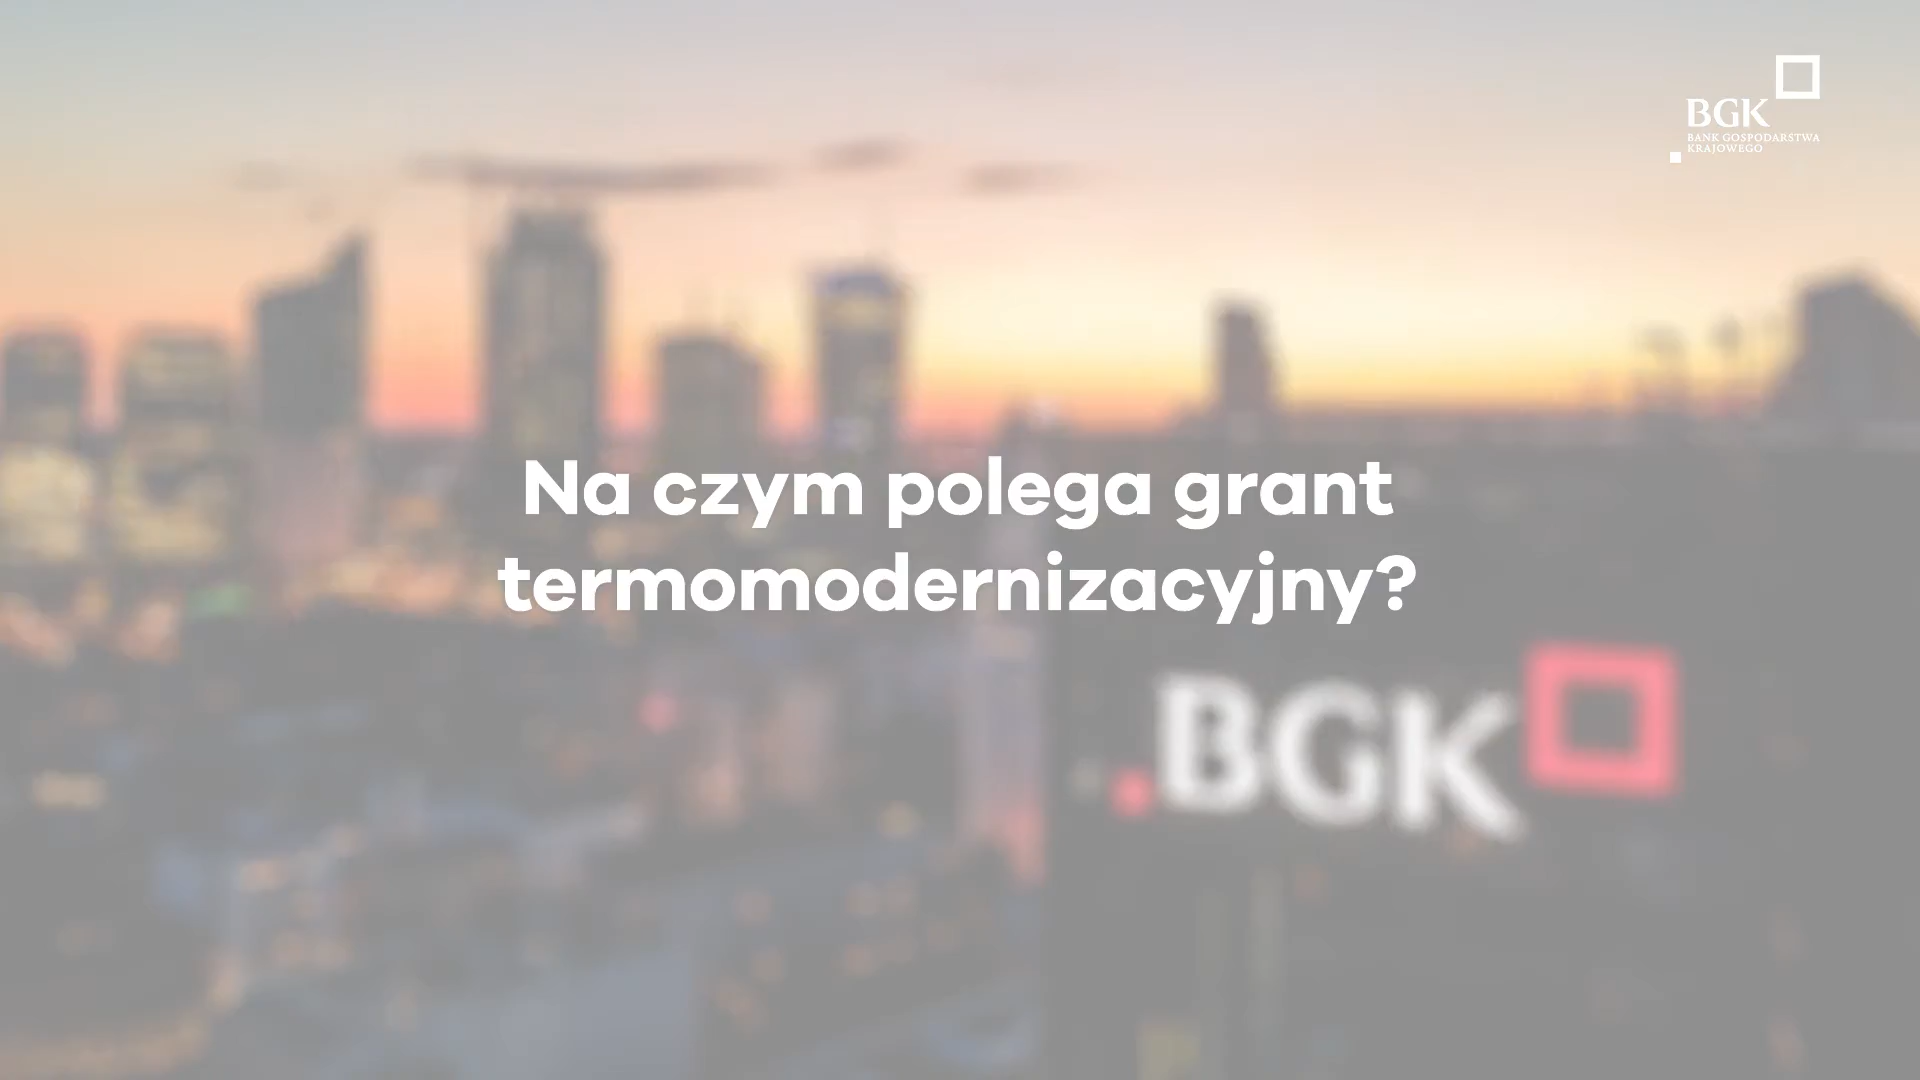 BGK
BANK GOSPODARSTWA
KRAJOWEGO
Na czym polega grant
termomodernizacyjny?
BGK